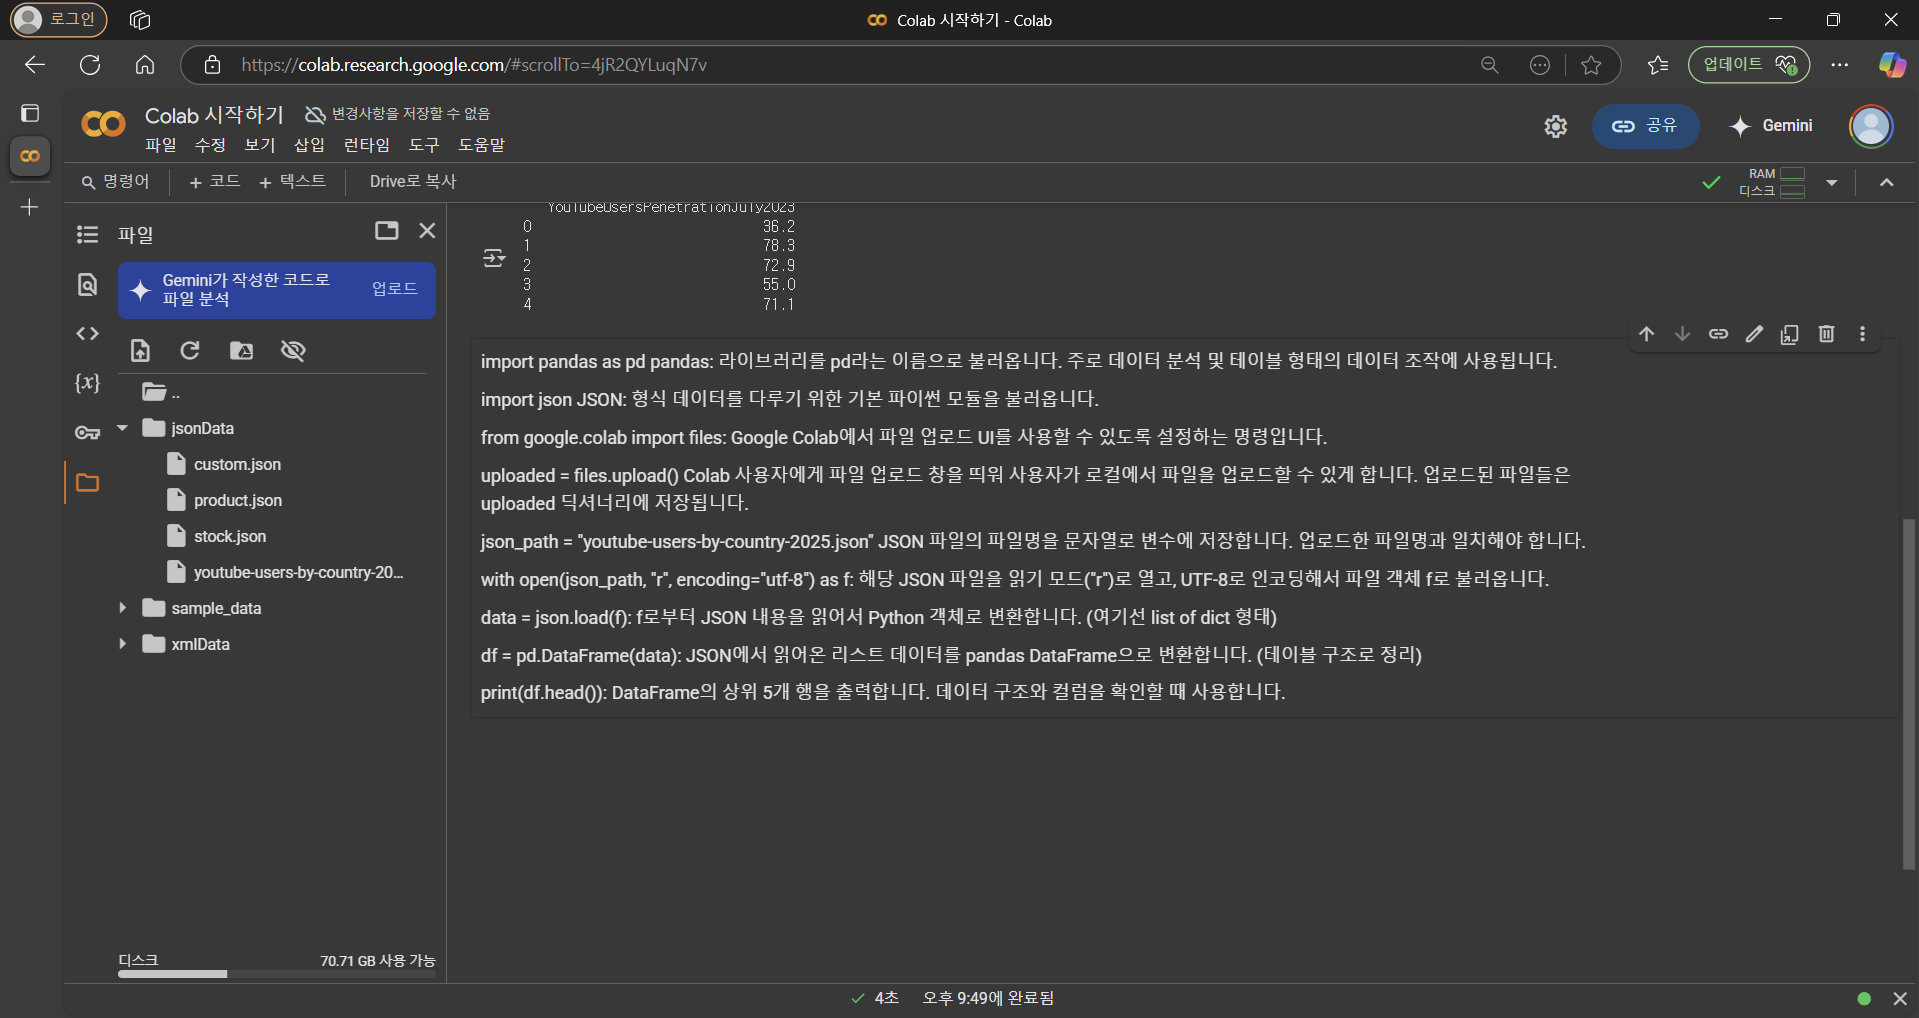 로그인
Colab 시작하기 - Colab
https://colab.research.google.com/#scrollTo=4jR2QYLuqN7v
업데이트
Colab 시작하기
변경사항을 저장할 수 없음
파일 수정 보기 삽입 런타임 도구 도움말
공유
Gemini
명령어 + 코드 + 텍스트 Drive로 복사
RAM
디스크
파일
Gemini가 작성한 코드로
파일 분석
업로드
{x}
..
jsonData
custom.json
product.json
stock.json
youtube-users-by-country-20...
sample_data
xmlData
디스크 70.71 GB 사용 가능
YouTubeUsersPenetrationJuly2023
0 36.2
1 78.3
2 72.9
3 55.0
4 71.1
import pandas as pd pandas: 라이브러리를 pd라는 이름으로 불러옵니다. 주로 데이터 분석 및 테이블 형태의 데이터 조작에 사용됩니다.
import json JSON: 형식 데이터를 다루기 위한 기본 파이썬 모듈을 불러옵니다.
from google.colab import files: Google Colab에서 파일 업로드 UI를 사용할 수 있도록 설정하는 명령입니다.
uploaded = files.upload() Colab 사용자에게 파일 업로드 창을 띄워 사용자가 로컬에서 파일을 업로드할 수 있게 합니다. 업로드된 파일들은
uploaded 딕셔너리에 저장됩니다.
json_path = "youtube-users-by-country-2025.json" JSON 파일의 파일명을 문자열로 변수에 저장합니다. 업로드한 파일명과 일치해야 합니다.
with open(json_path, "r", encoding="utf-8") as f: 해당 JSON 파일을 읽기 모드("r")로 열고, UTF-8로 인코딩해서 파일 객체 f로 불러옵니다.
data = json.load(f): f로부터 JSON 내용을 읽어서 Python 객체로 변환합니다. (여기선 list of dict 형태)
df = pd.DataFrame(data): JSON에서 읽어온 리스트 데이터를 pandas DataFrame으로 변환합니다. (테이블 구조로 정리)
print(df.head()): DataFrame의 상위 5개 행을 출력합니다. 데이터 구조와 컬럼을 확인할 때 사용합니다.
4초 오후 9:49에 완료됨